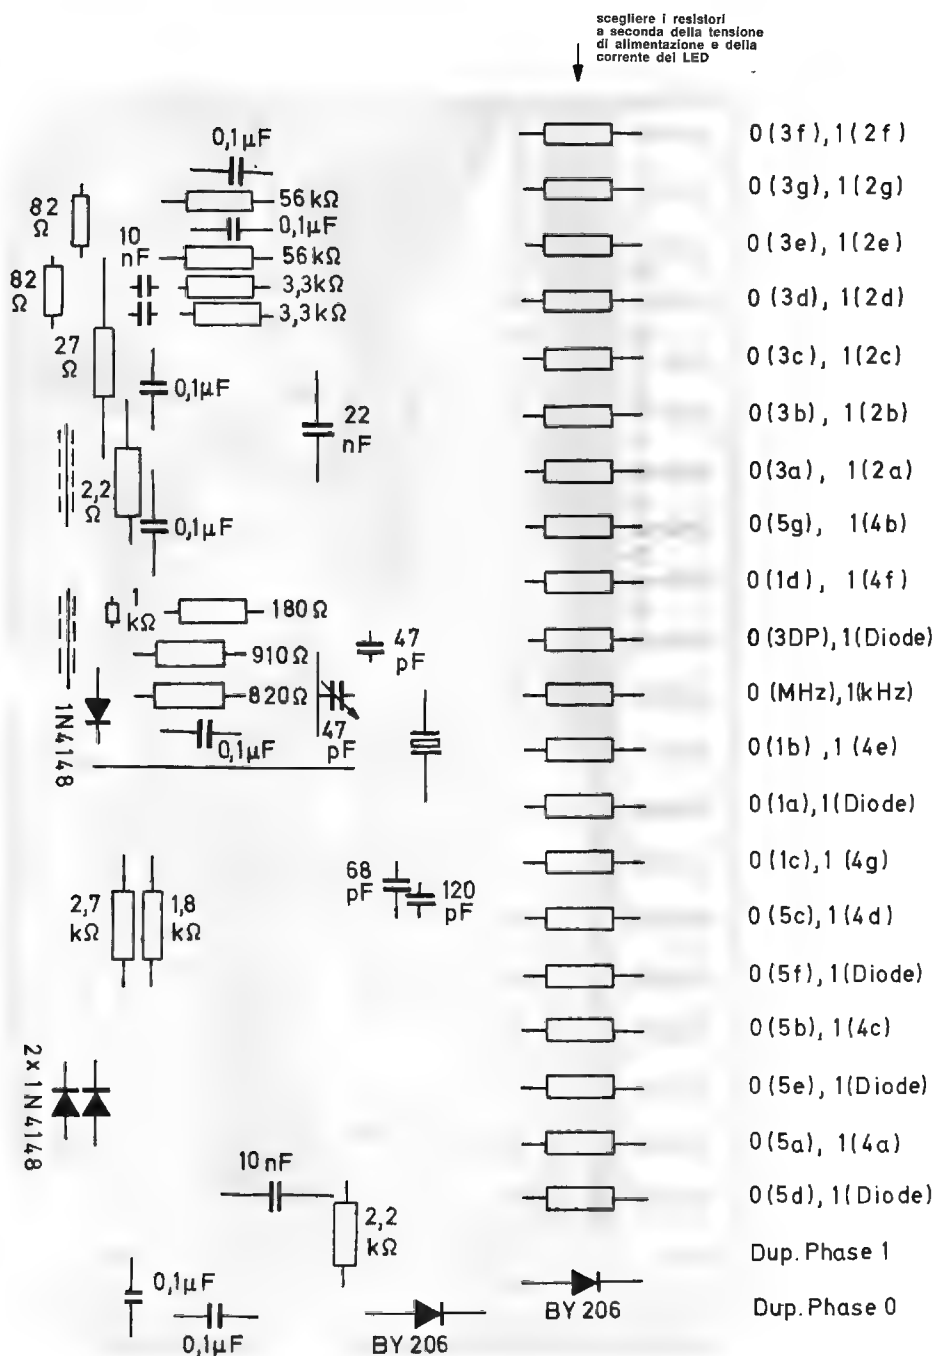 scegliere i resistori
a seconda della tensione
di alimentazione e della
corrente dei LED
0,1µF
82
Ω
56kΩ
10
nF
0,1µF
56kΩ
82
Ω
3,3kΩ
3,3kΩ
27
Ω
0,1µF
22
nF
2,2
Ω
0,1µF
1
kΩ
180Ω
47
pF
910Ω
820Ω
1N4148
47
pF
0,1µF
68
pF
120
pF
2,7
kΩ
1,8
kΩ
2x1N4148
10nF
2,2
kΩ
0,1µF
0,1µF
BY 206
BY 206
0(3f),1(2f)
0(3g), 1(2g)
0(3e), 1(2e)
0(3d), 1(2d)
0(3c), 1(2c)
0(3b), 1(2b)
0(3a), 1(2a)
0(5g), 1(4b)
0(1d), 1(4f)
0(3DP),1(Diode)
0(MHz),1(kHz)
0(1b),1(4e)
0(1a),1(Diode)
0(1c),1(4g)
0(5c),1(4d)
0(5f),1(Diode)
0(5b),1(4c)
0(5e), 1(Diode)
0(5a), 1(4a)
0(5d),1(Diode)
Dup. Phase 1
Dup. Phase 0